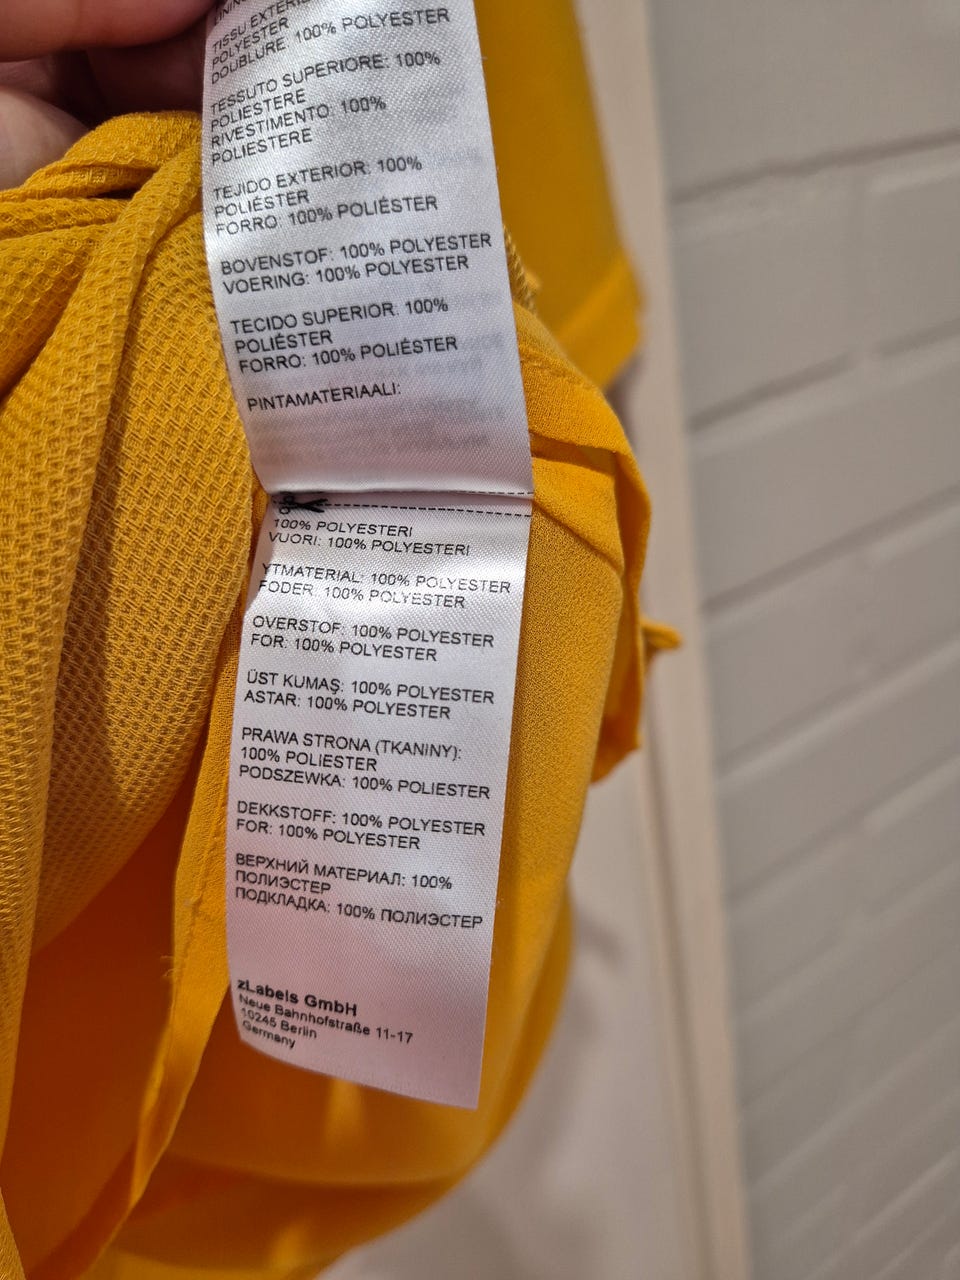 TISSU EXTERIEUR
POLYESTER
DOUBLURE: 100% POLYESTER
TESSUTO SUPERIORE: 100%
POLIESTERE
RIVESTIMENTO: 100%
POLIESTERE
TEJIDO EXTERIOR: 100%
POLIÉSTER
FORRO: 100% POLIÉSTER
BOVENSTOF: 100% POLYESTER
VOERING: 100% POLYESTER
TECIDO SUPERIOR: 100%
POLIÉSTER
FORRO: 100% POLIÉSTER
PINTAMATERIAALI:
100% POLYESTERI
VUORI: 100% POLYESTERI
YTMATERIAL: 100% POLYESTER
FODER: 100% POLYESTER
OVERSTOF: 100% POLYESTER
FOR: 100% POLYESTER
ÜST KUMAŞ: 100% POLYESTER
ASTAR: 100% POLYESTER
PRAWA STRONA (TKANINY):
100% POLIESTER
PODSZEWKA: 100% POLIESTER
DEKKSTOFF: 100% POLYESTER
FOR: 100% POLYESTER
ВЕРХНИЙ МАТЕРИАЛ: 100%
ПОЛИЭСТЕР
ПОДКЛАДКА: 100% ПОЛИЭСТЕР
zLabels GmbH
Neue Bahnhofstraße 11-17
10245 Berlin
Germany